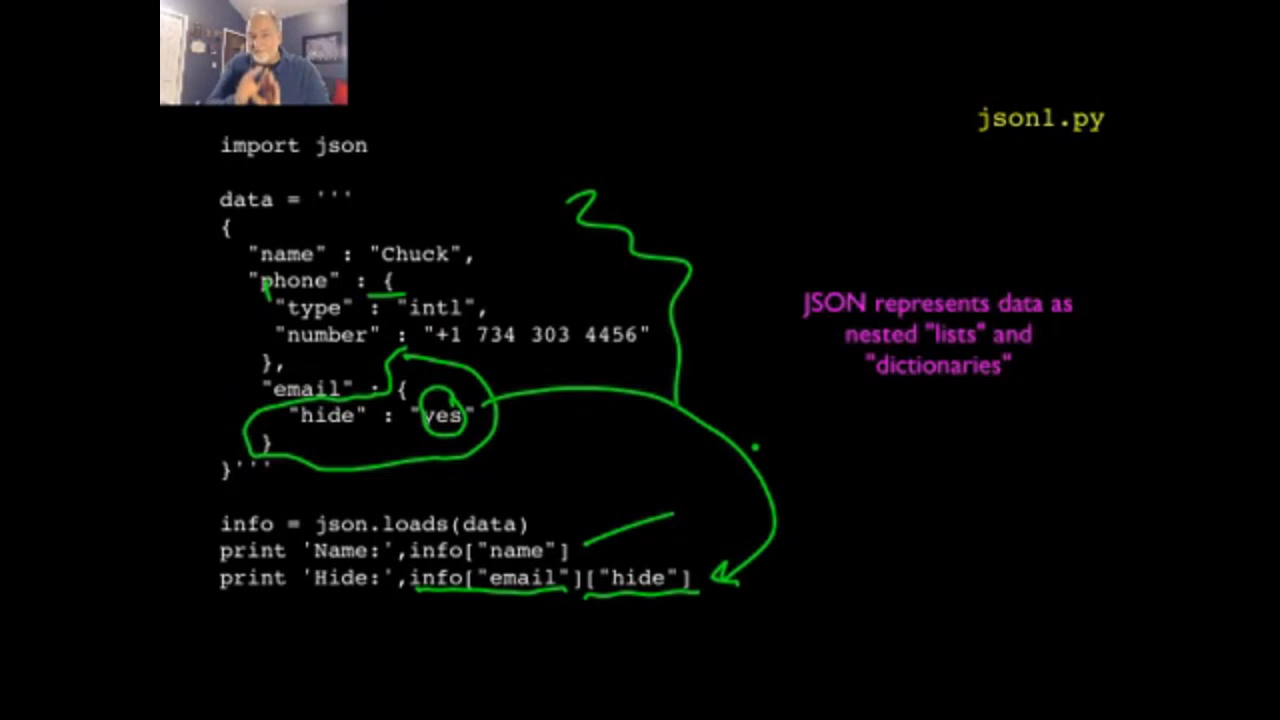 json1.py
import json
data = '''
{
"name" : "Chuck",
"phone" : {
"type" : "intl",
"number" : "+1 734 303 4456"
},
"email" : {
"hide" : "yes"
}
}'''
info = json.loads(data)
print 'Name:',info["name"]
print 'Hide:',info["email"]["hide"]
JSON represents data as
nested "lists" and
"dictionaries"